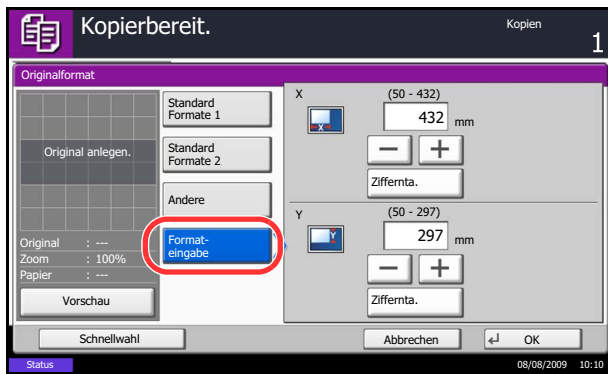 Kopierbereit.
Kopien
1
Originalformat
Original anlegen.
Original : ---
Zoom : 100%
Papier : ---
Vorschau
Standard
Formate 1
Standard
Formate 2
Andere
Format-
eingabe
X (50 - 432)
432 mm
x
− +
Ziffernta.
Y (50 - 297)
297 mm
Y
− +
Ziffernta.
Schnellwahl
Abbrechen
OK
Status
08/08/2009 10:10